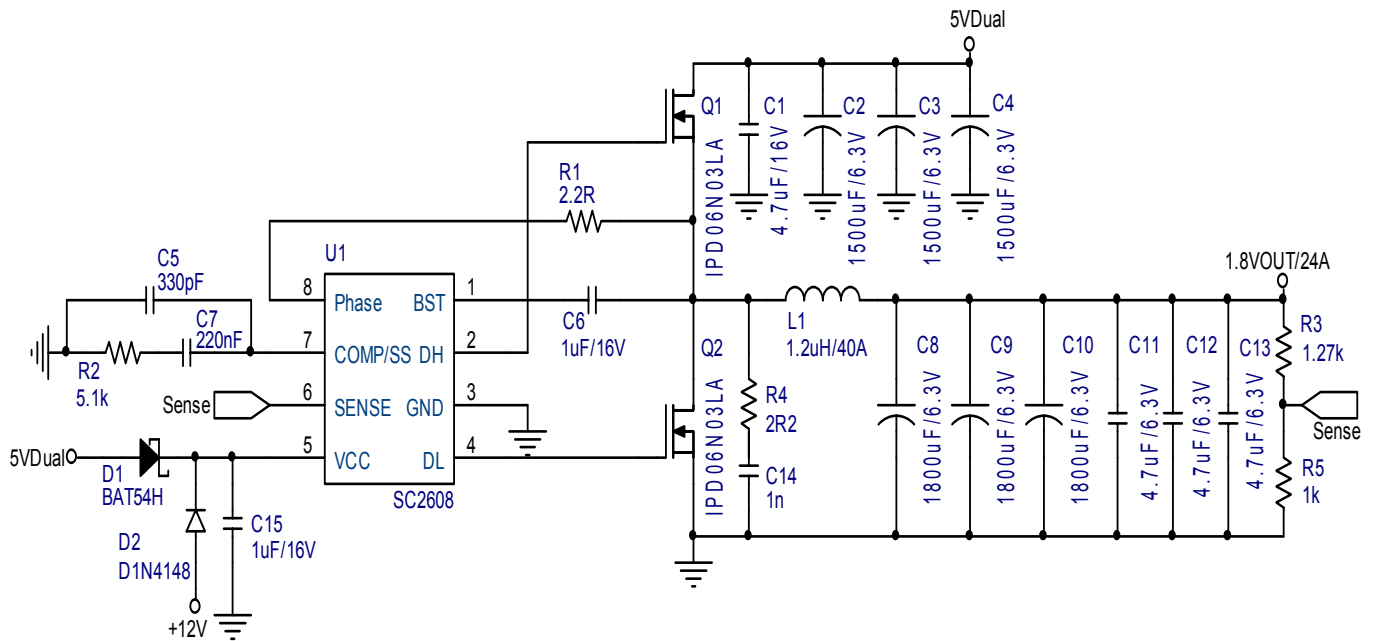 5VDual
Q1
IPD06N03LA
C1
4.7uF/16V
C2
1500uF/6.3V
C3
1500uF/6.3V
C4
1500uF/6.3V
R1
2.2R
U1
C5
330pF
C7
220nF
R2
5.1k
8
Phase
BST
1
7
COMP/SS
DH
2
6
SENSE
GND
3
5
VCC
DL
4
SC2608
Sense
5VDual
D1
BAT54H
D2
D1N4148
+12V
C15
1uF/16V
C6
1uF/16V
Q2
IPD06N03LA
R4
2R2
C14
1n
L1
1.2uH/40A
C8
1800uF/6.3V
C9
1800uF/6.3V
C10
1800uF/6.3V
C11
4.7uF/6.3V
C12
4.7uF/6.3V
C13
4.7uF/6.3V
1.8VOUT/24A
R3
1.27k
Sense
R5
1k